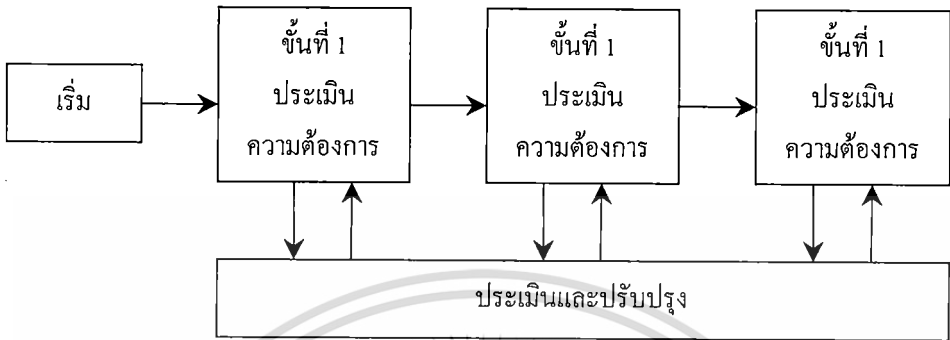 เริ่ม
ขั้นที่ 1
ประเมิน
ความต้องการ
ขั้นที่ 1
ประเมิน
ความต้องการ
ขั้นที่ 1
ประเมิน
ความต้องการ
ประเมินและปรับปรุง